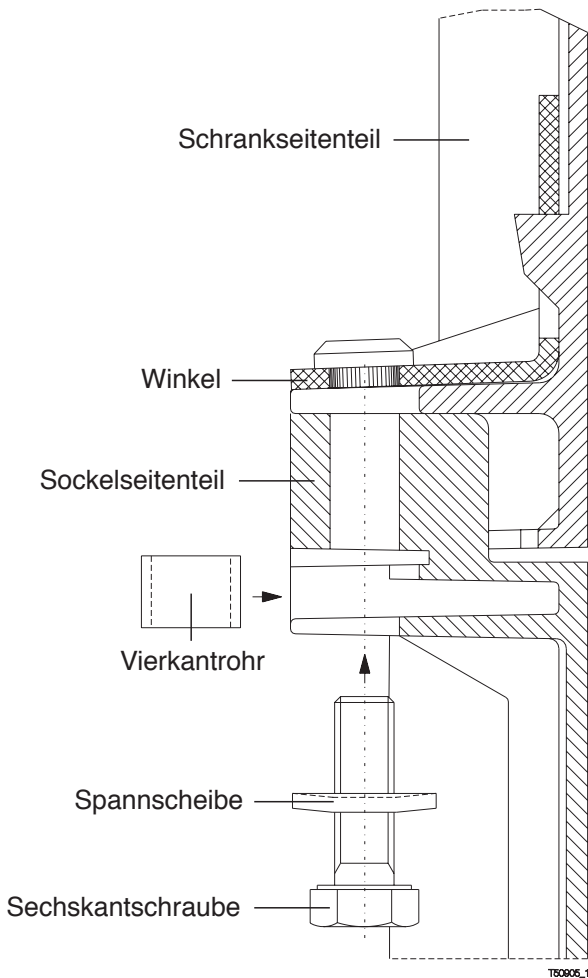 Schrankseitenteil
Winkel
Sockelseitenteil
Vierkantrohr
Spannscheibe
Sechskantschraube